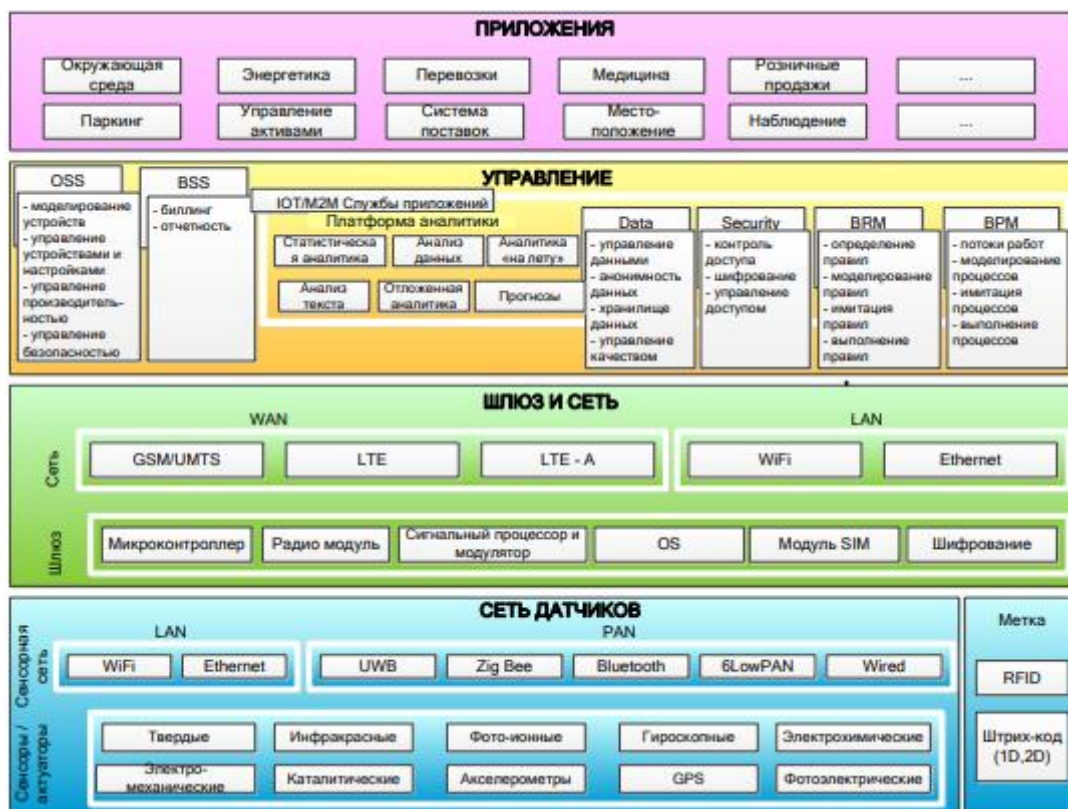 ПРИЛОЖЕНИЯ
Окружающая
среда
Энергетика
Перевозки
Медицина
Розничные
продажи
...
Паркинг
Управление
активами
Система
поставок
Место-
положение
Наблюдение
...
УПРАВЛЕНИЕ
OSS
- моделирование
устройств
- управление
устройствами и
настройками
- управление
производитель-
ностью
- управление
безопасностью
BSS
- биллинг
- отчетность
IOT/M2M Службы приложений
Платформа аналитики
Статистическа
я аналитика
Анализ
данных
Аналитика
«на лету»
Анализ
текста
Отложенная
аналитика
Прогнозы
Data
- управление
данными
- анонимность
данных
- хранилище
данных
- управление
качеством
Security
- контроль
доступа
- шифрование
- управление
доступом
BRM
- определение
правил
- моделирование
правил
- имитация
правил
- выполнение
правил
BPM
- потоки работ
- моделирование
процессов
- имитация
процессов
- выполнение
процессов
ШЛЮЗ И СЕТЬ
Сеть
WAN
GSM/UMTS
LTE
LTE - A
LAN
WiFi
Ethernet
Шлюз
Микроконтроллер
Радио модуль
Сигнальный процессор и
модулятор
OS
Модуль SIM
Шифрование
СЕТЬ ДАТЧИКОВ
Сенсорная
сеть
LAN
WiFi
Ethernet
PAN
UWB
Zig Bee
Bluetooth
6LowPAN
Wired
Сенсоры /
актуаторы
Твердые
Инфракрасные
Фото-ионные
Гироскопные
Электрохимические
Электро-
механические
Каталитические
Акселерометры
GPS
Фотоэлектрические
Метка
RFID
Штрих-код
(1D,2D)